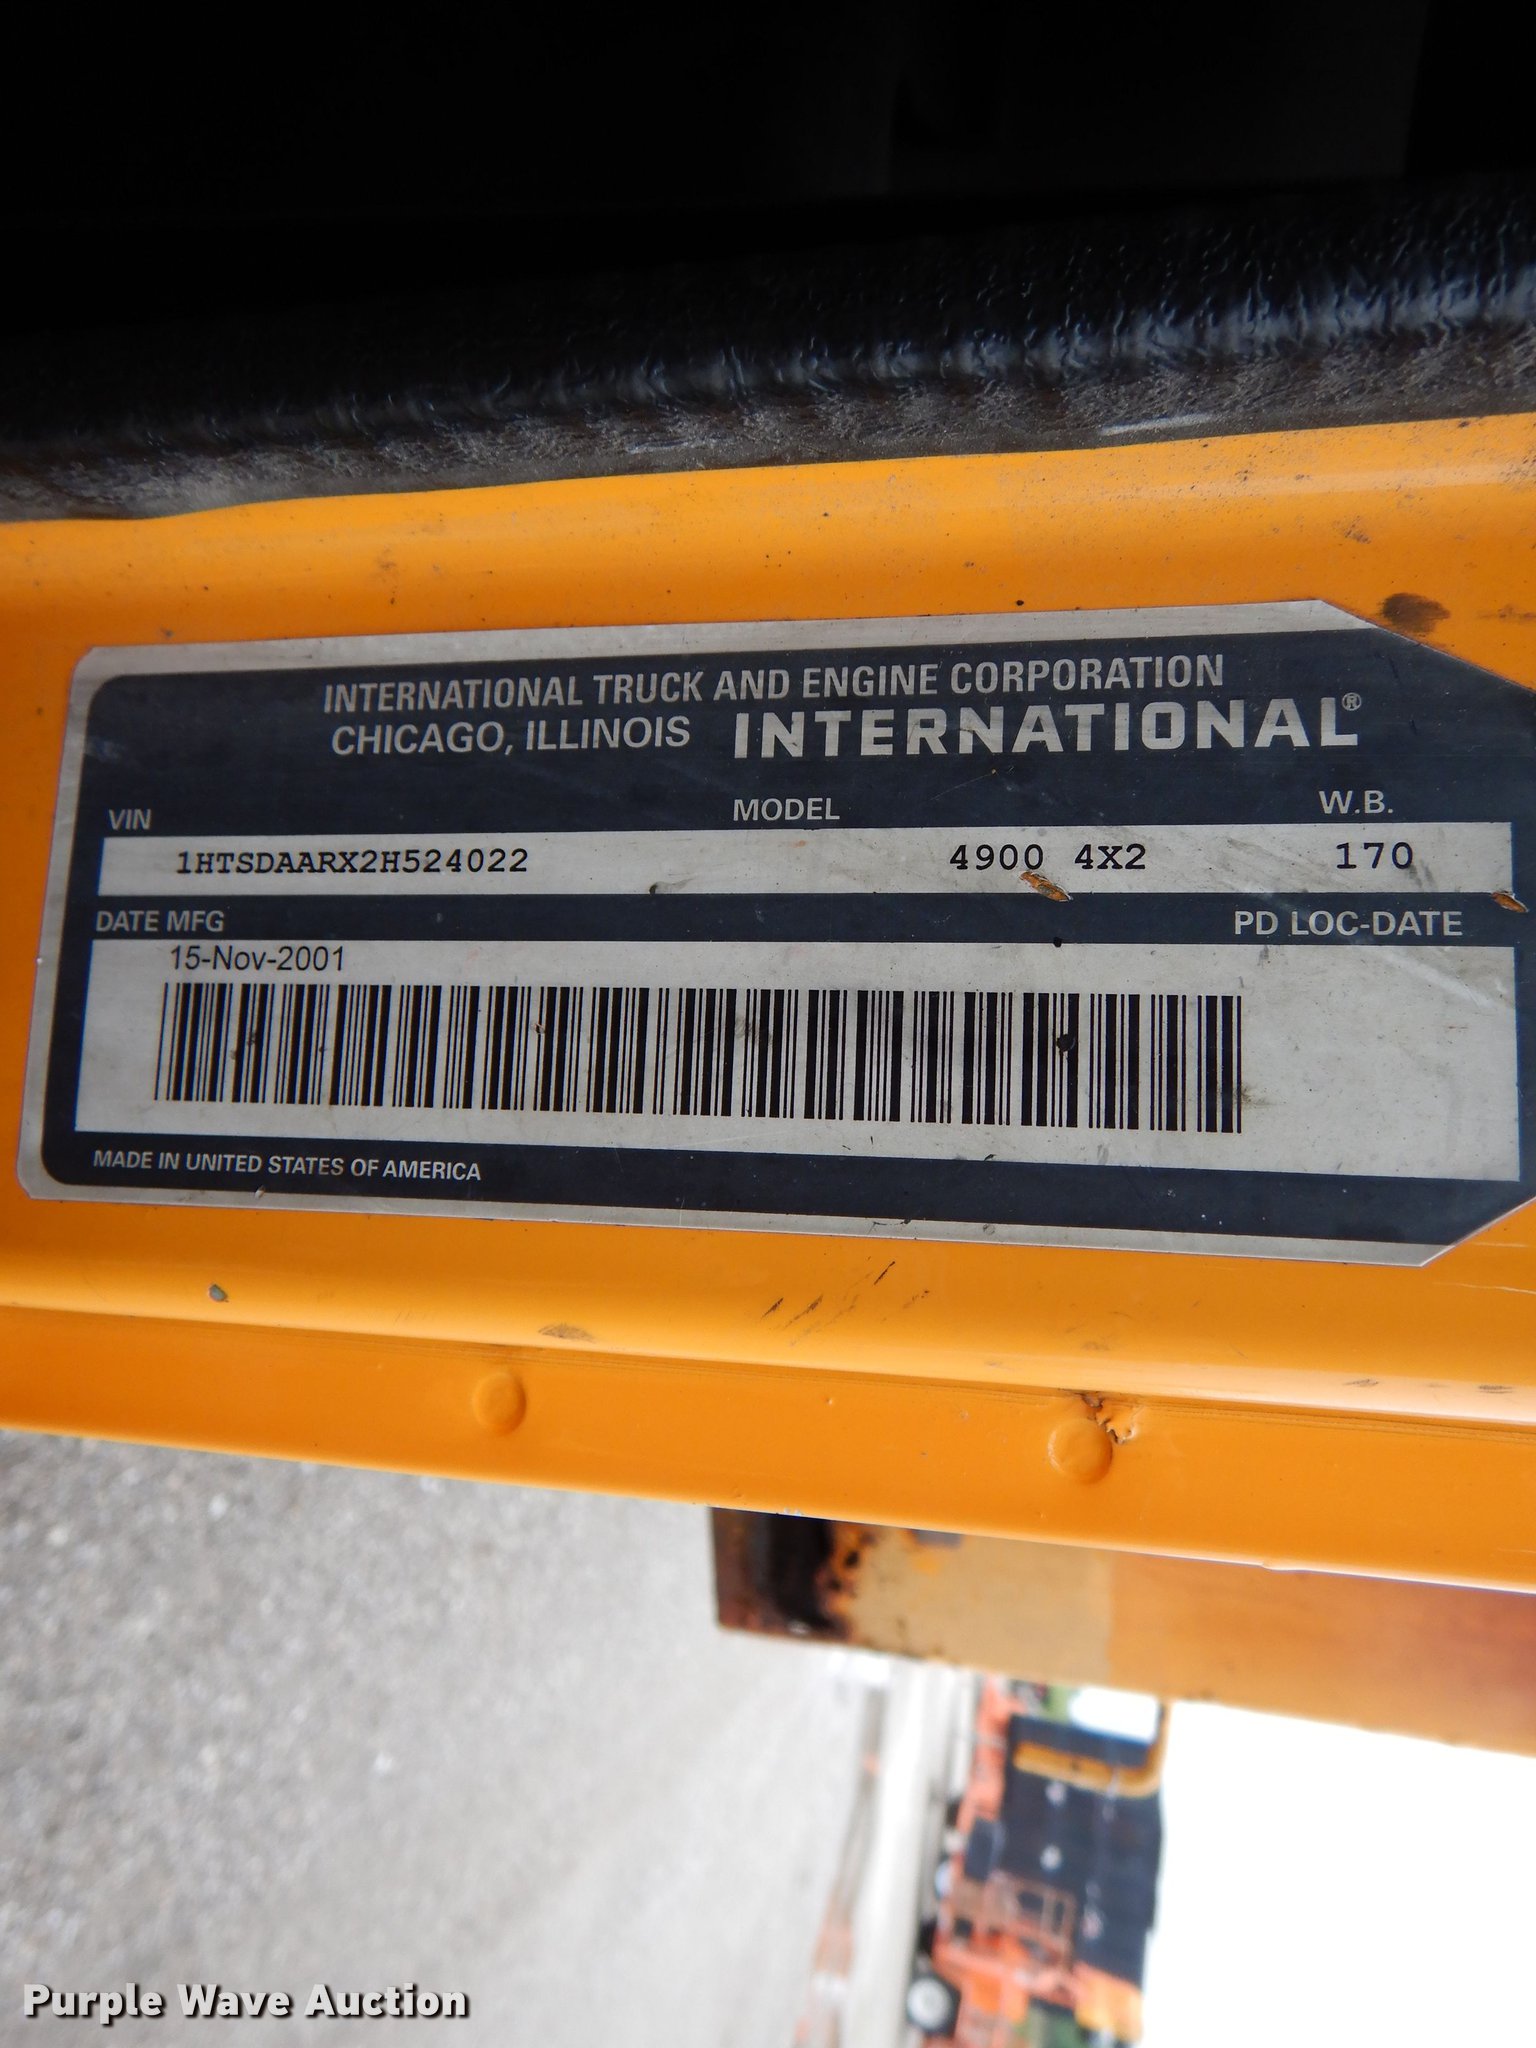 INTERNATIONAL TRUCK AND ENGINE CORPORATION
CHICAGO, ILLINOIS INTERNATIONAL®
VIN MODEL W.B.
1HTSDAARX2H524022 4900 4X2 170
DATE MFG PD LOC-DATE
15-Nov-2001
MADE IN UNITED STATES OF AMERICA
Purple Wave Auction